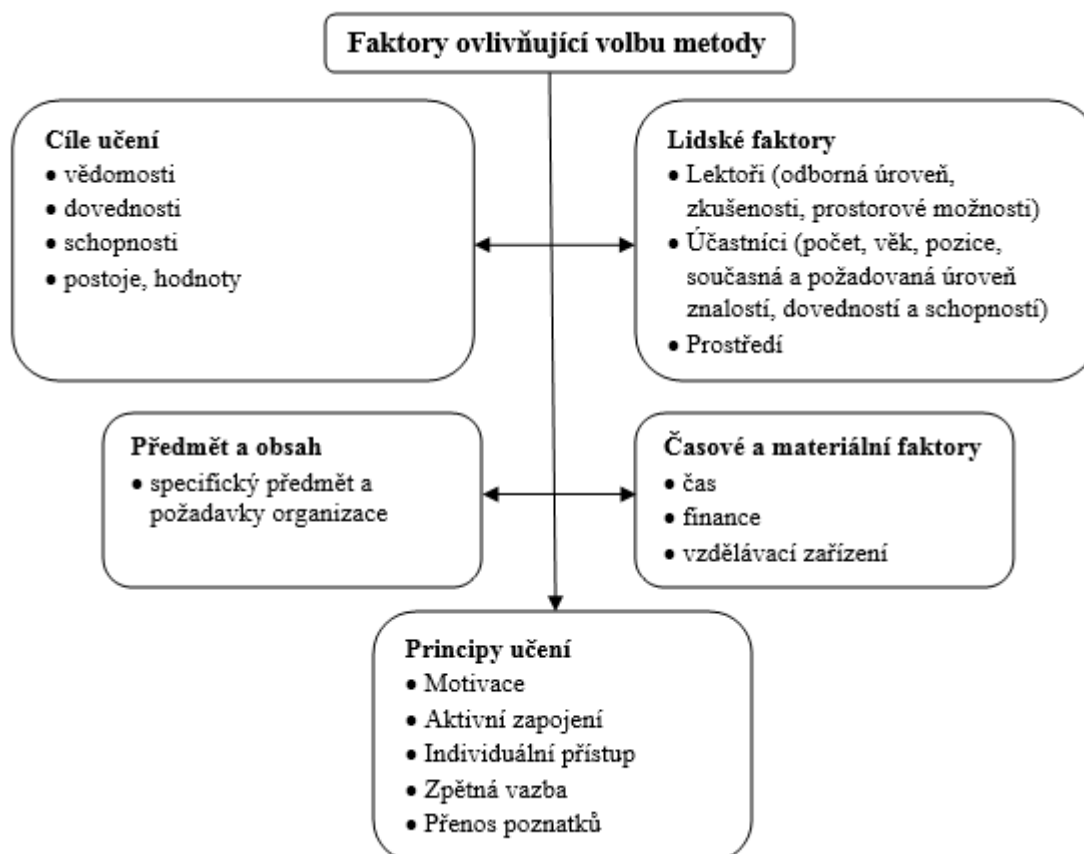 Faktory ovlivňující volbu metody
Cíle učení
• vědomosti
• dovednosti
• schopnosti
• postoje, hodnoty
Lidské faktory
• Lektoři (odborná úroveň,
zkušenosti, prostorové možnosti)
• Účastníci (počet, věk, pozice,
současná a požadovaná úroveň
znalostí, dovedností a schopností)
• Prostředí
Předmět a obsah
• specifický předmět a
požadavky organizace
Časové a materiální faktory
• čas
• finance
• vzdělávací zařízení
Principy učení
• Motivace
• Aktivní zapojení
• Individuální přístup
• Zpětná vazba
• Přenos poznatků